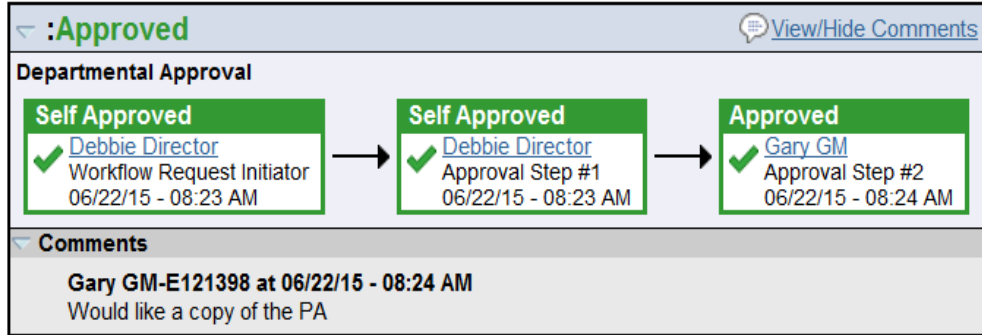 :Approved
View/Hide Comments
Departmental Approval
Self Approved
Debbie Director
Workflow Request Initiator
06/22/15 - 08:23 AM
Self Approved
Debbie Director
Approval Step #1
06/22/15 - 08:23 AM
Approved
Gary GM
Approval Step #2
06/22/15 - 08:24 AM
Comments
Gary GM-E121398 at 06/22/15 - 08:24 AM
Would like a copy of the PA